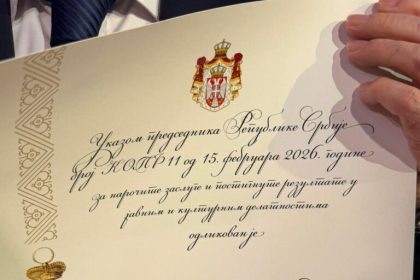 Указом председника Републике Србије
број КОПР 11 од 15. фебруара 2026. године
за нарочите заслуге и постигнуте резултате у
јавним и културним делатностима
одликован је